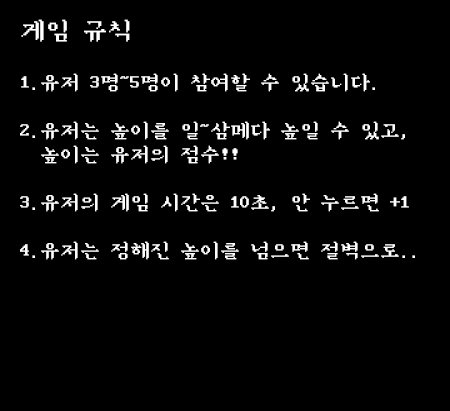 게임 규칙
1. 유저 3명~5명이 참여할 수 있습니다.
2. 유저는 높이를 일~삼메다 높일 수 있고,
높이는 유저의 점수!!
3. 유저의 게임 시간은 10초, 안 누르면 +1
4. 유저는 정해진 높이를 넘으면 절벽으로..